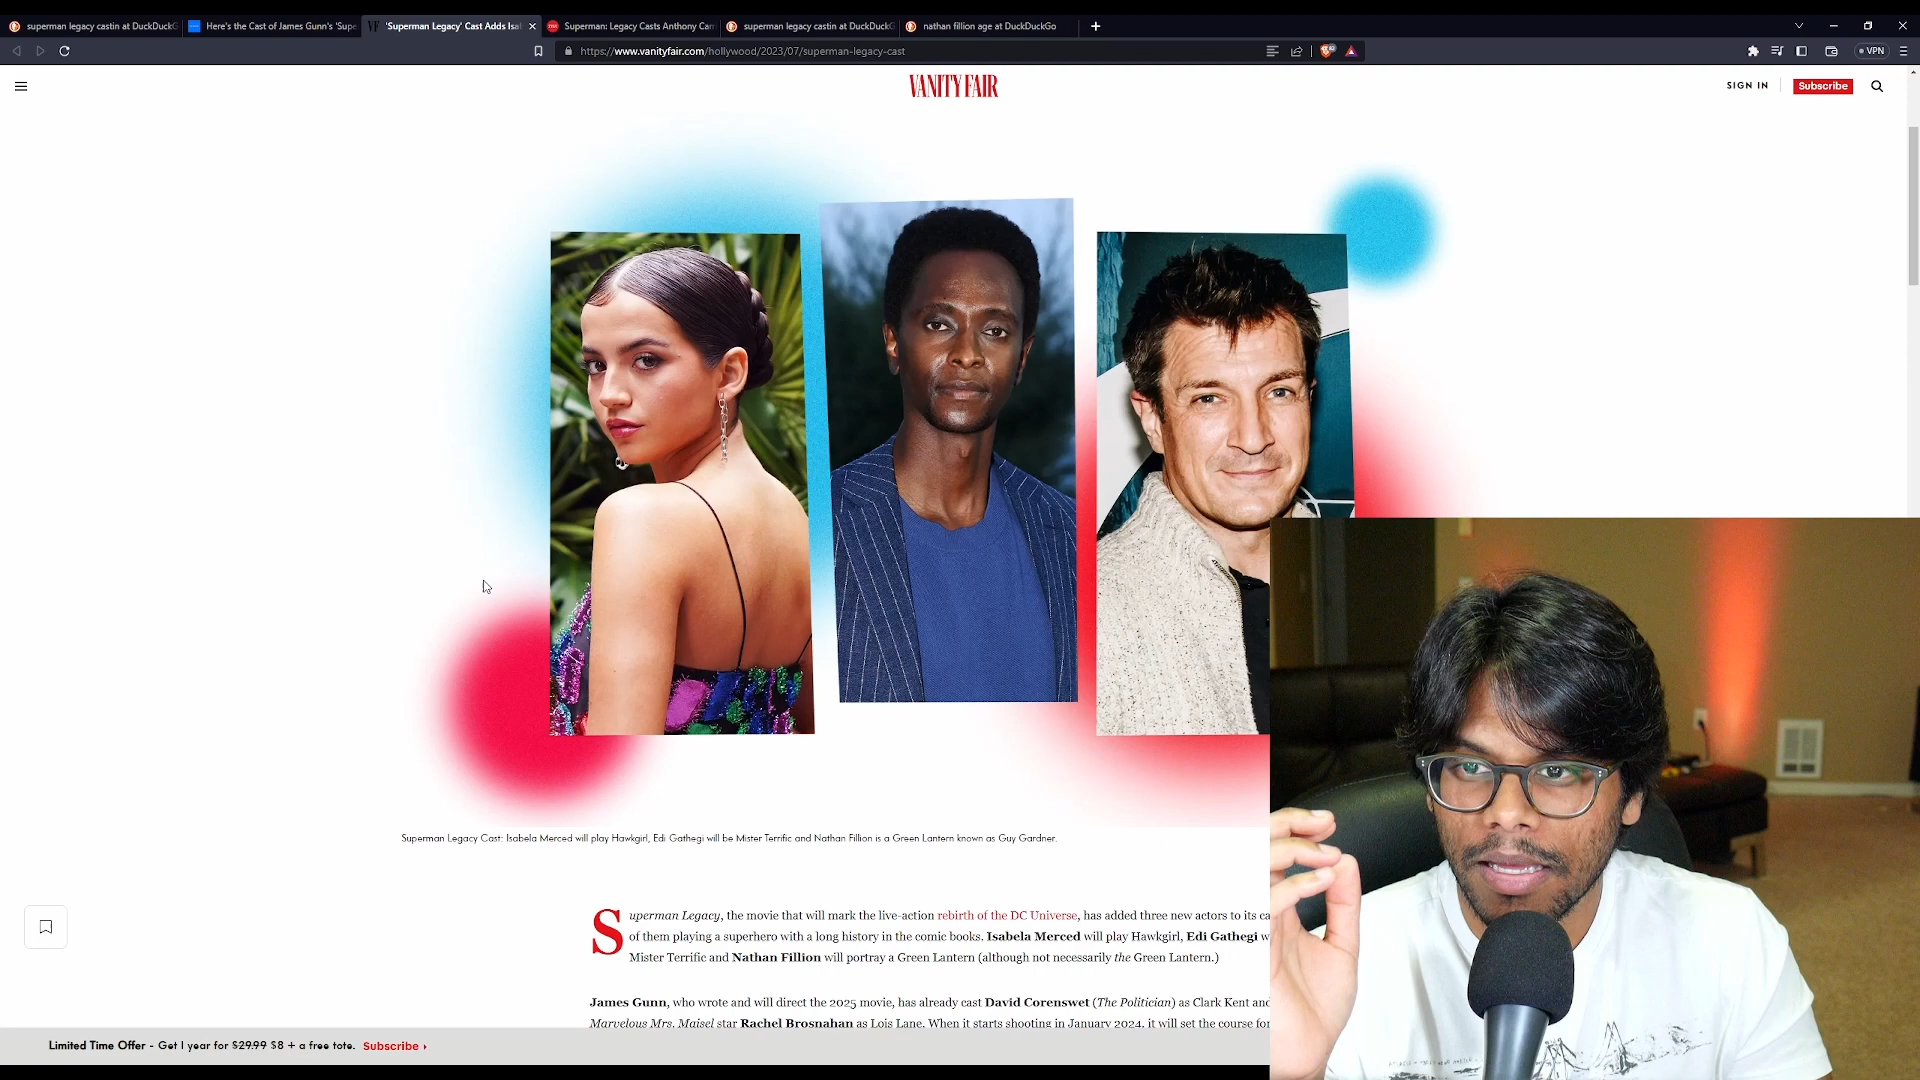 superman legacy castin at DuckDuckG
Here's the Cast of James Gunn's 'Supe
'Superman Legacy' Cast Adds Isa
Superman: Legacy Casts Anthony Car
superman legacy castin at DuckDuckG
nathan fillion age at DuckDuckGo
https://www.vanityfair.com/hollywood/2023/07/superman-legacy-cast
VPN
VANITY FAIR
SIGN IN
Subscribe
Superman Legacy Cast: Isabela Merced will play Hawkgirl, Edi Gathegi will be Mister Terrific and Nathan Fillion is a Green Lantern known as Guy Gardner.
Superman Legacy, the movie that will mark the live-action rebirth of the DC Universe, has added three new actors to its ca
of them playing a superhero with a long history in the comic books. Isabela Merced will play Hawkgirl, Edi Gathegi w
Mister Terrific and Nathan Fillion will portray a Green Lantern (although not necessarily the Green Lantern.)
James Gunn, who wrote and will direct the 2025 movie, has already cast David Corenswet (The Politician) as Clark Kent and
Marvelous Mrs. Maisel star Rachel Brosnahan as Lois Lane. When it starts shooting in January 2024, it will set the course for
Limited Time Offer - Get 1 year for $29.99 $8 + a free tote. Subscribe